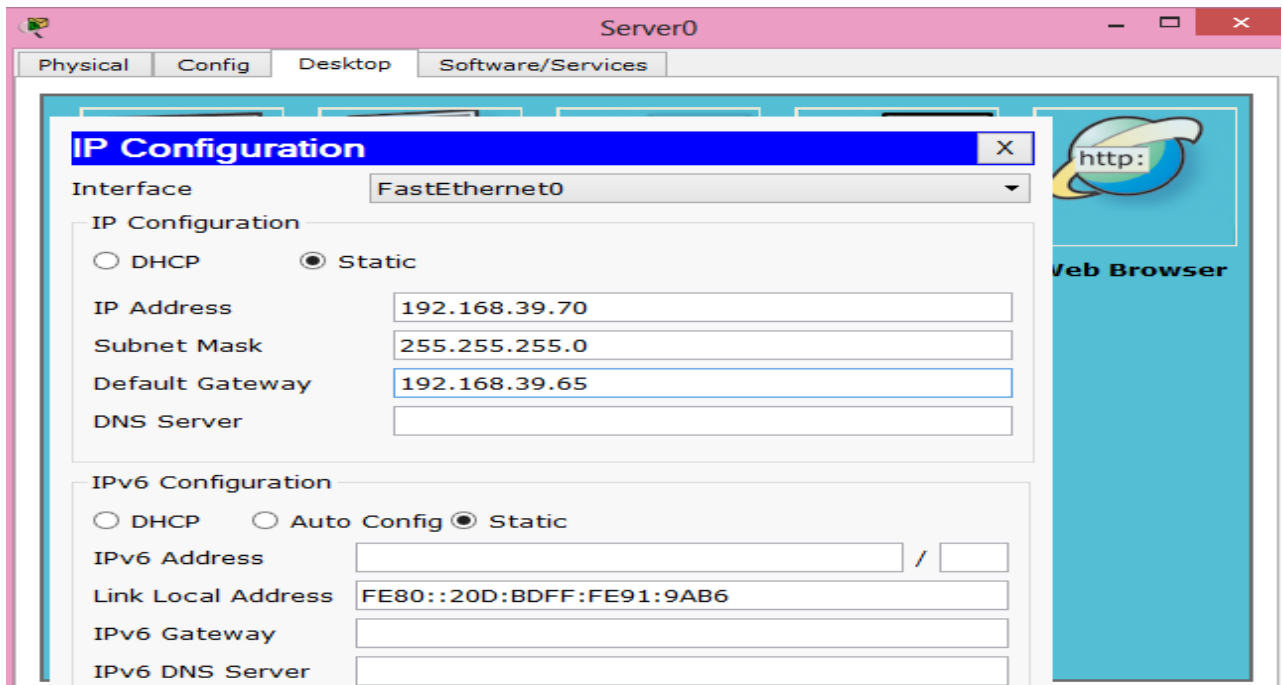 Server0
Physical Config Desktop Software/Services
IP Configuration X
http:
Interface FastEthernet0
IP Configuration
DHCP Static
Web Browser
IP Address 192.168.39.70
Subnet Mask 255.255.255.0
Default Gateway 192.168.39.65
DNS Server
IPv6 Configuration
DHCP Auto Config Static
IPv6 Address /
Link Local Address FE80::20D:BDFF:FE91:9AB6
IPv6 Gateway
IPv6 DNS Server